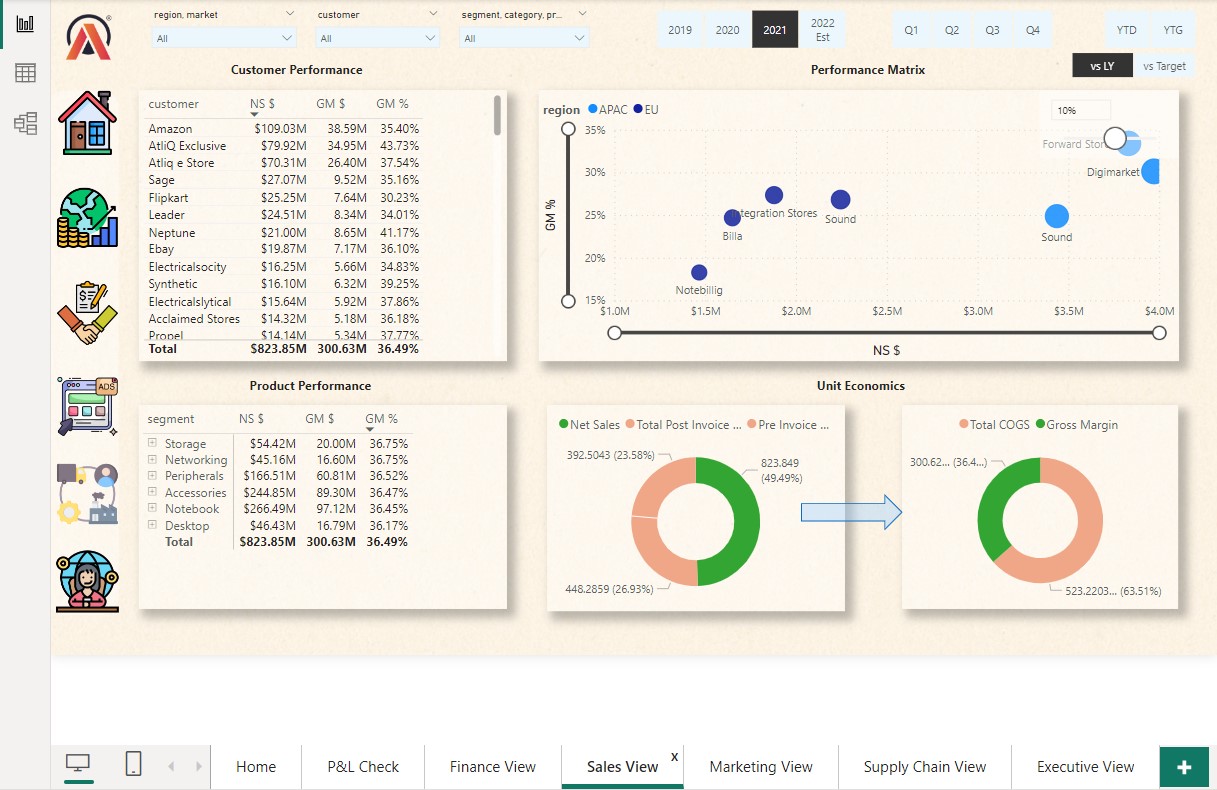 region, market
customer
segment, category, pr...
All
All
All
2019
2020
2021
2022
Est
Q1
Q2
Q3
Q4
YTD
YTG
vs LY
vs Target
Customer Performance
customer NS $ GM $ GM %
Amazon $109.03M 38.59M 35.40%
AtliQ Exclusive $79.92M 34.95M 43.73%
Atliq e Store $70.31M 26.40M 37.54%
Sage $27.07M 9.52M 35.16%
Flipkart $25.25M 7.64M 30.23%
Leader $24.51M 8.34M 34.01%
Neptune $21.00M 8.65M 41.17%
Ebay $19.87M 7.17M 36.10%
Electricalsocity $16.25M 5.66M 34.83%
Synthetic $16.10M 6.32M 39.25%
Electricalslytical $15.64M 5.92M 37.86%
Acclaimed Stores $14.32M 5.18M 36.18%
Propel $14.14M 5.34M 37.77%
Total $823.85M 300.63M 36.49%
Performance Matrix
region APAC EU
10%
35%
30%
25%
20%
15%
GM %
Forward Stor
Digimarket
Integration Stores
Sound
Billa
Sound
Notebillig
$1.0M $1.5M $2.0M $2.5M $3.0M $3.5M $4.0M
NS $
Product Performance
segment NS $ GM $ GM %
Storage $54.42M 20.00M 36.75%
Networking $45.16M 16.60M 36.75%
Peripherals $166.51M 60.81M 36.52%
Accessories $244.85M 89.30M 36.47%
Notebook $266.49M 97.12M 36.45%
Desktop $46.43M 16.79M 36.17%
Total $823.85M 300.63M 36.49%
Unit Economics
Net Sales Total Post Invoice ... Pre Invoice ...
392.5043 (23.58%)
823.849
(49.49%)
448.2859 (26.93%)
Total COGS Gross Margin
300.62... (36.4...)
523.2203... (63.51%)
ADS
Home
P&L Check
Finance View
Sales View
X
Marketing View
Supply Chain View
Executive View
+